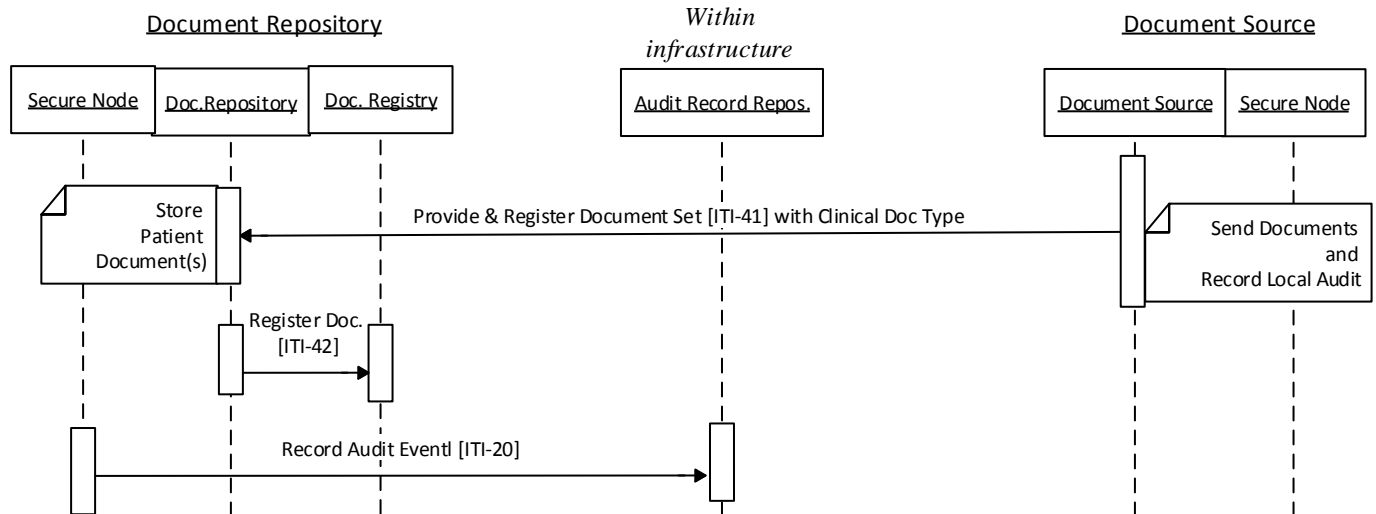 Within
infrastructure
Document Repository
Document Source
Secure Node
Doc.Repository
Doc. Registry
Audit Record Repos.
Document Source
Secure Node
Store
Patient
Document(s)
Provide & Register Document Set [ITI-41] with Clinical Doc Type
Send Documents
and
Record Local Audit
Register Doc.
[ITI-42]
Record Audit Eventl [ITI-20]